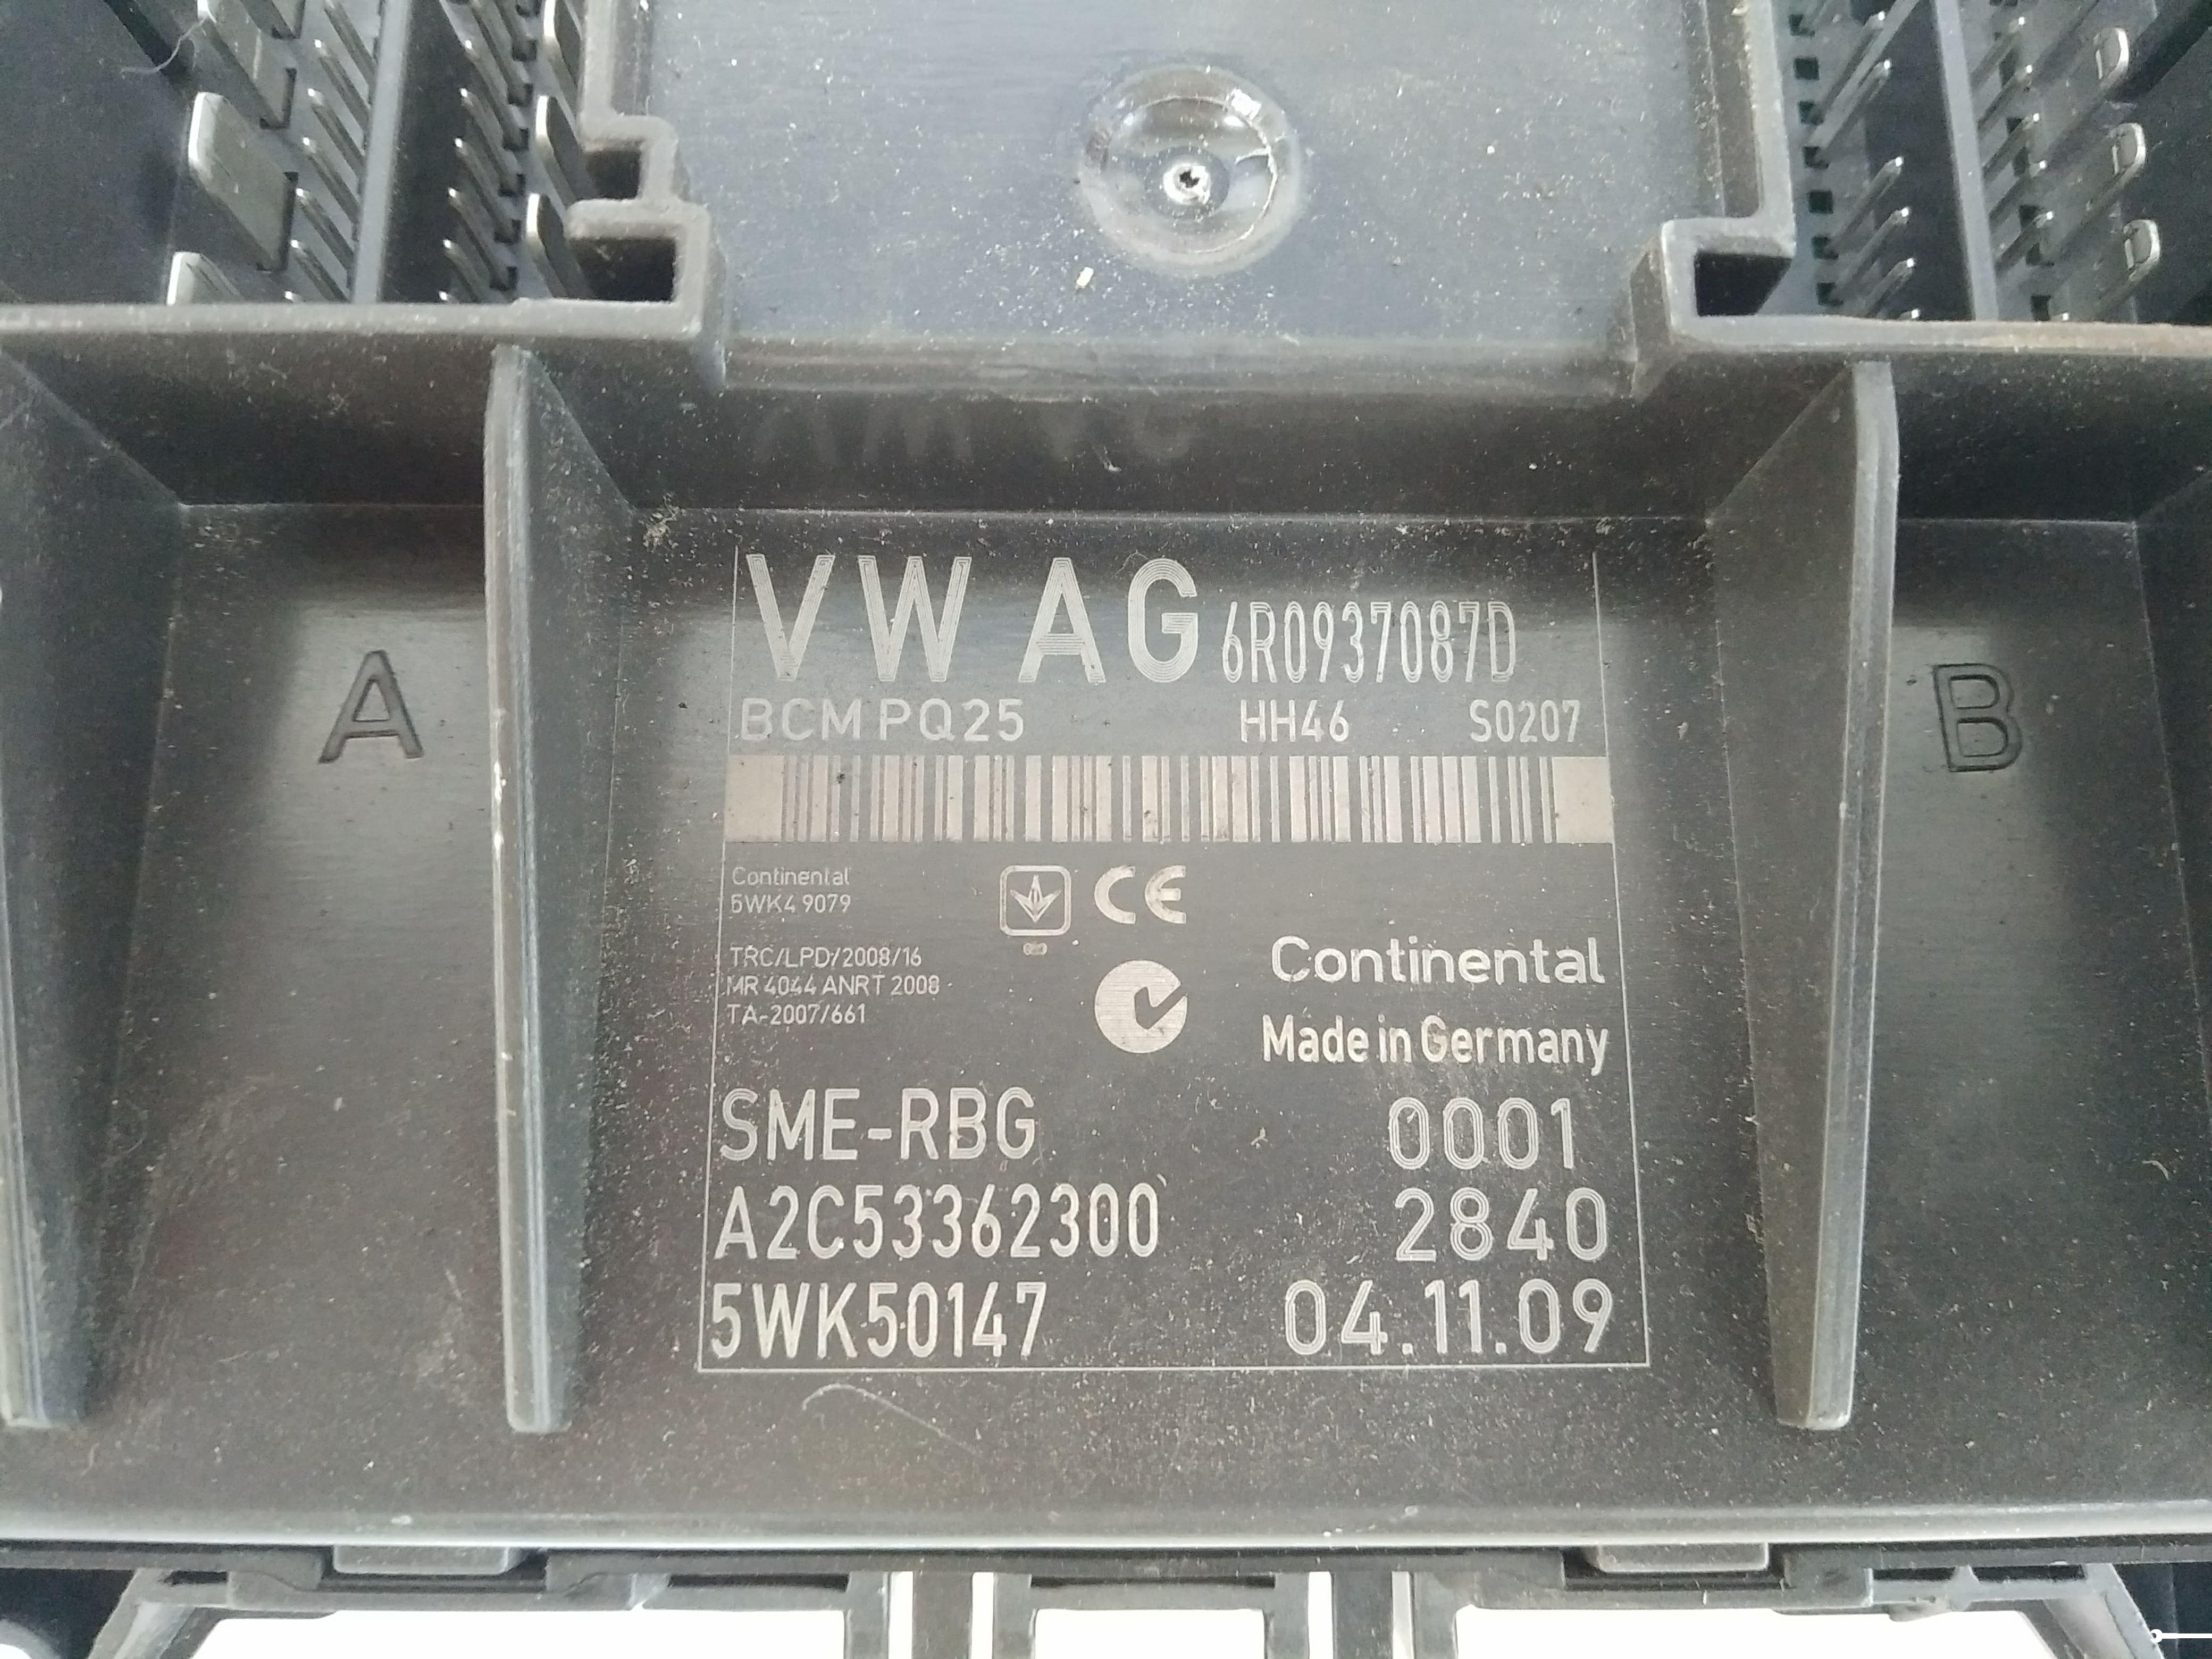 VW AG 6R0937087D
BCM PQ25 HH46 S0207
A
B
Continental
5WK4 9079
CE
TRC/LPD/2008/16
MR 4044 ANRT 2008
TA-2007/661
Continental
Made in Germany
SME-RBG 0001
A2C53362300 2840
5WK50147 04.11.09